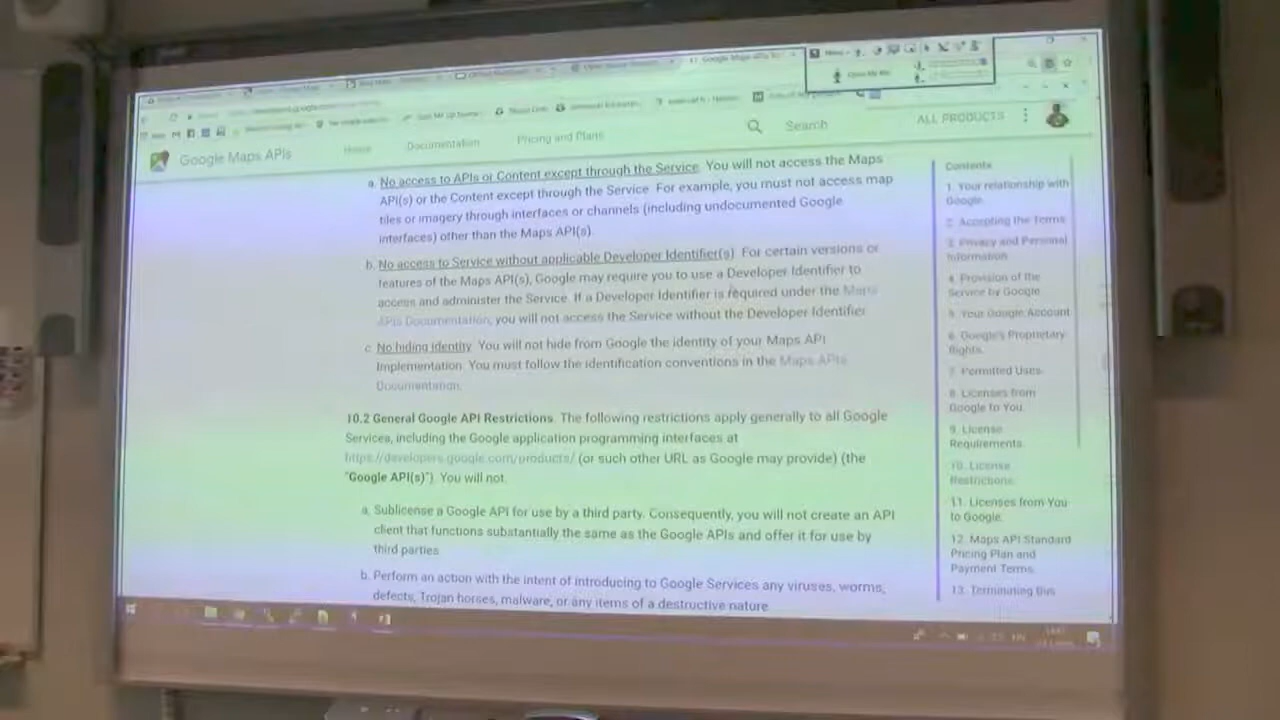 Google Maps APIs
Home
Documentation
Pricing and Plans
Search
ALL PRODUCTS
a. No access to APIs or Content except through the Service. You will not access the Maps
API(s) or the Content except through the Service. For example, you must not access map
tiles or imagery through interfaces or channels (including undocumented Google
interfaces) other than the Maps API(s).
b. No access to Service without applicable Developer Identifier(s). For certain versions or
features of the Maps API(s), Google may require you to use a Developer Identifier to
access and administer the Service. If a Developer Identifier is required under the Maps
APIs Documentation, you will not access the Service without the Developer Identifier.
c. No hiding identity. You will not hide from Google the identity of your Maps API
Implementation. You must follow the identification conventions in the Maps APIs
Documentation.
10.2 General Google API Restrictions. The following restrictions apply generally to all Google
Services, including the Google application programming interfaces at
https://developers.google.com/products/ (or such other URL as Google may provide) (the
"Google API(s)"). You will not:
a. Sublicense a Google API for use by a third party. Consequently, you will not create an API
client that functions substantially the same as the Google APIs and offer it for use by
third parties.
b. Perform an action with the intent of introducing to Google Services any viruses, worms,
defects, Trojan horses, malware, or any items of a destructive nature.
Contents
1. Your relationship with
Google.
2. Accepting the Terms
3. Privacy and Personal
Information.
4. Provision of the
Service by Google.
5. Your Google Account
6. Google's Proprietary
Rights.
7. Permitted Uses.
8. Licenses from
Google to You.
9. License
Requirements.
10. License
Restrictions.
11. Licenses from You
to Google.
12. Maps API Standard
Pricing Plan and
Payment Terms.
13. Terminating this